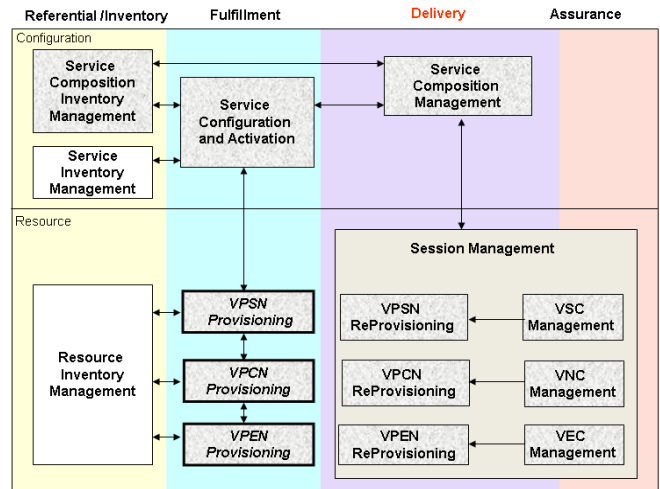 Referential /Inventory
Fulfillment
Delivery
Assurance
Configuration
Service
Composition
Inventory
Management
Service
Configuration
and Activation
Service
Composition
Management
Service
Inventory
Management
Resource
Session Management
Resource
Inventory
Management
VPSN
Provisioning
VPSN
ReProvisioning
VSC
Management
VPCN
Provisioning
VPCN
ReProvisioning
VNC
Management
VPEN
Provisioning
VPEN
ReProvisioning
VEC
Management